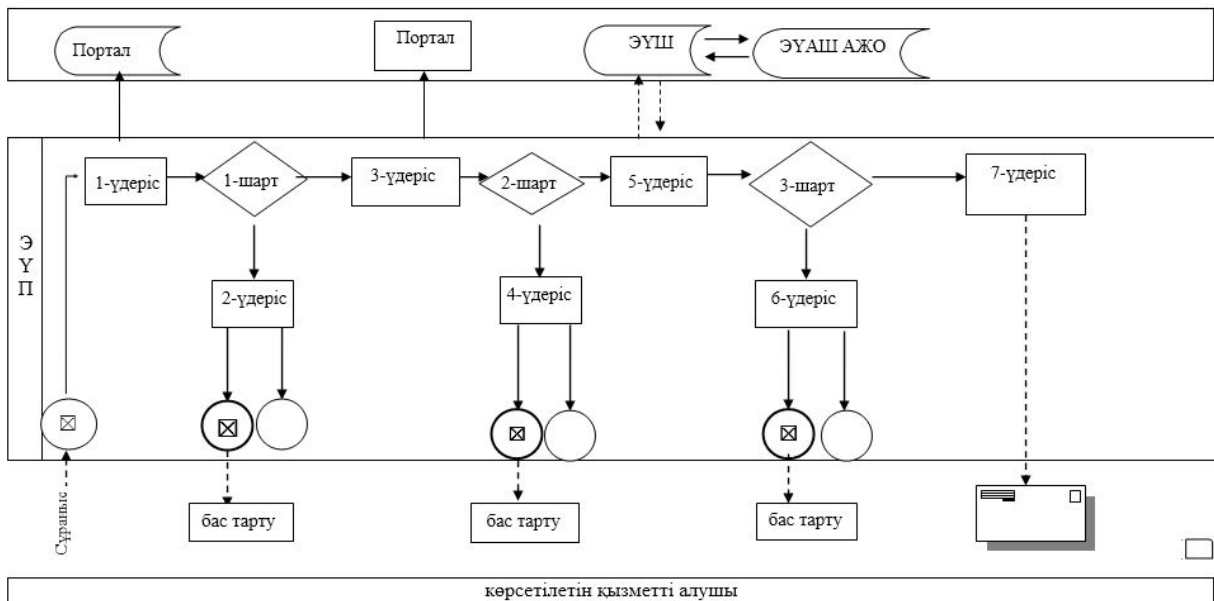 Портал
Портал
ЭҮШ
ЭҮАШ АЖО
1-үдеріс
1-шарт
3-үдеріс
2-шарт
5-үдеріс
3-шарт
7-үдеріс
Э
Ү
П
2-үдеріс
4-үдеріс
6-үдеріс
Сұраныс
бас тарту
бас тарту
бас тарту
көрсетілетін қызметті алушы